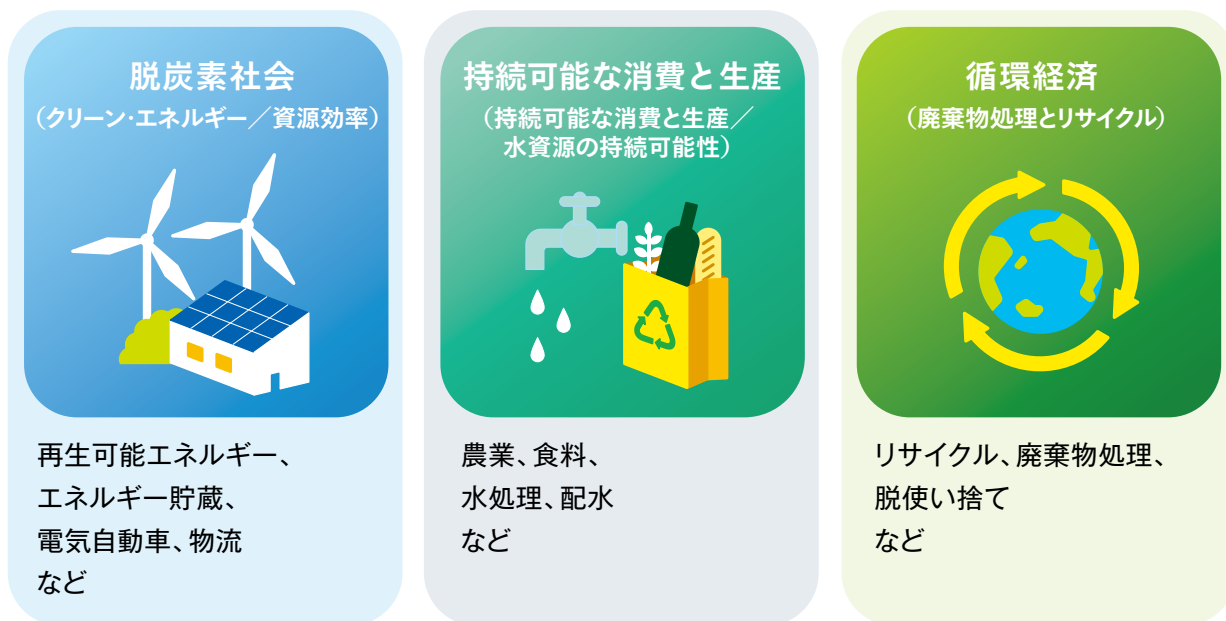 脱炭素社会
（クリーン・エネルギー／資源効率）
再生可能エネルギー、
エネルギー貯蔵、
電気自動車、物流
など
持続可能な消費と生産
（持続可能な消費と生産／
水資源の持続可能性）
農業、食料、
水処理、配水
など
循環経済
（廃棄物処理とリサイクル）
リサイクル、廃棄物処理、
脱使い捨て
など